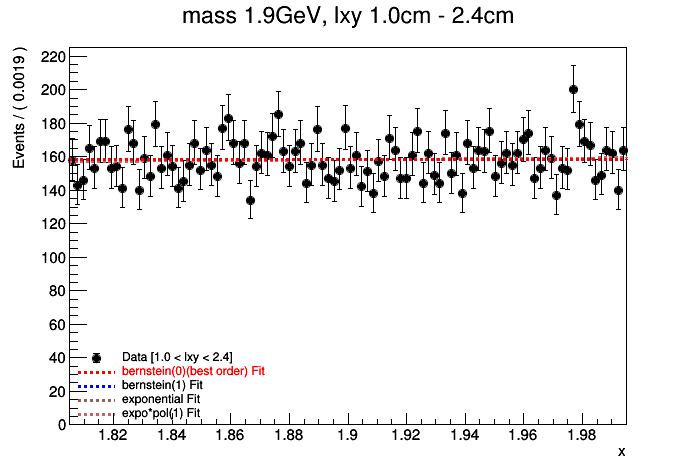 mass 1.9GeV, lxy 1.0cm - 2.4cm
Events / ( 0.0019 )
220
200
180
160
140
120
100
80
60
40
20
0
Data [1.0 < lxy < 2.4]
bernstein(0)(best order) Fit
bernstein(1) Fit
exponential Fit
expo*pol(1) Fit
1.82 1.84 1.86 1.88 1.9 1.92 1.94 1.96 1.98
x